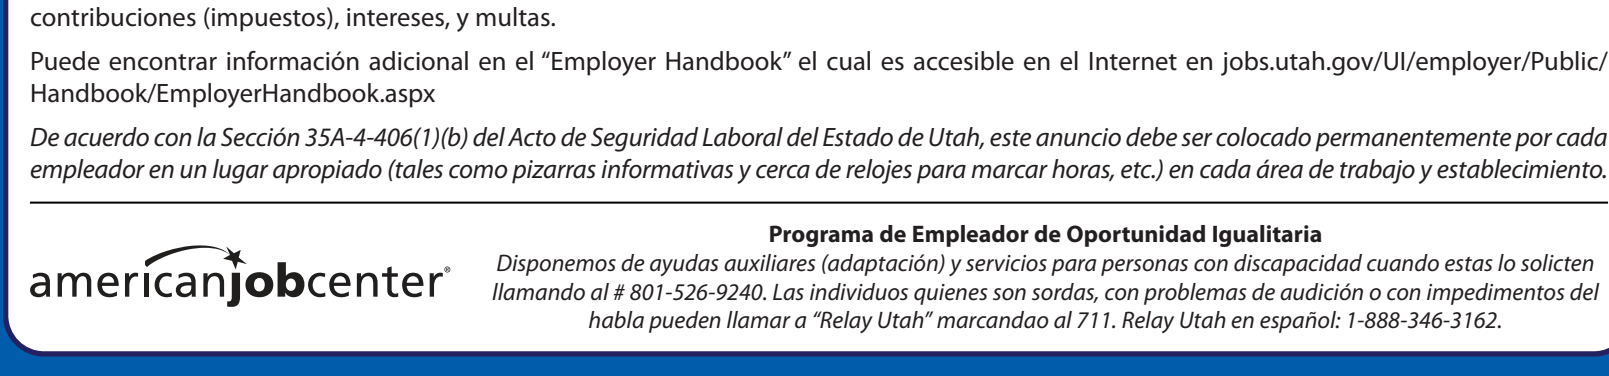 contribuciones (impuestos), intereses, y multas.
Puede encontrar información adicional en el “Employer Handbook” el cual es accesible en el Internet en jobs.utah.gov/UI/employer/Public/
Handbook/EmployerHandbook.aspx
De acuerdo con la Sección 35A-4-406(1)(b) del Acto de Seguridad Laboral del Estado de Utah, este anuncio debe ser colocado permanentemente por cada
empleador en un lugar apropiado (tales como pizarras informativas y cerca de relojes para marcar horas, etc.) en cada área de trabajo y establecimiento.
americanjobcenter®
Programa de Empleador de Oportunidad Igualitaria
Disponemos de ayudas auxiliares (adaptación) y servicios para personas con discapacidad cuando estas lo solicten
llamando al # 801-526-9240. Las individuos quienes son sordas, con problemas de audición o con impedimentos del
habla pueden llamar a “Relay Utah” marcandao al 711. Relay Utah en español: 1-888-346-3162.